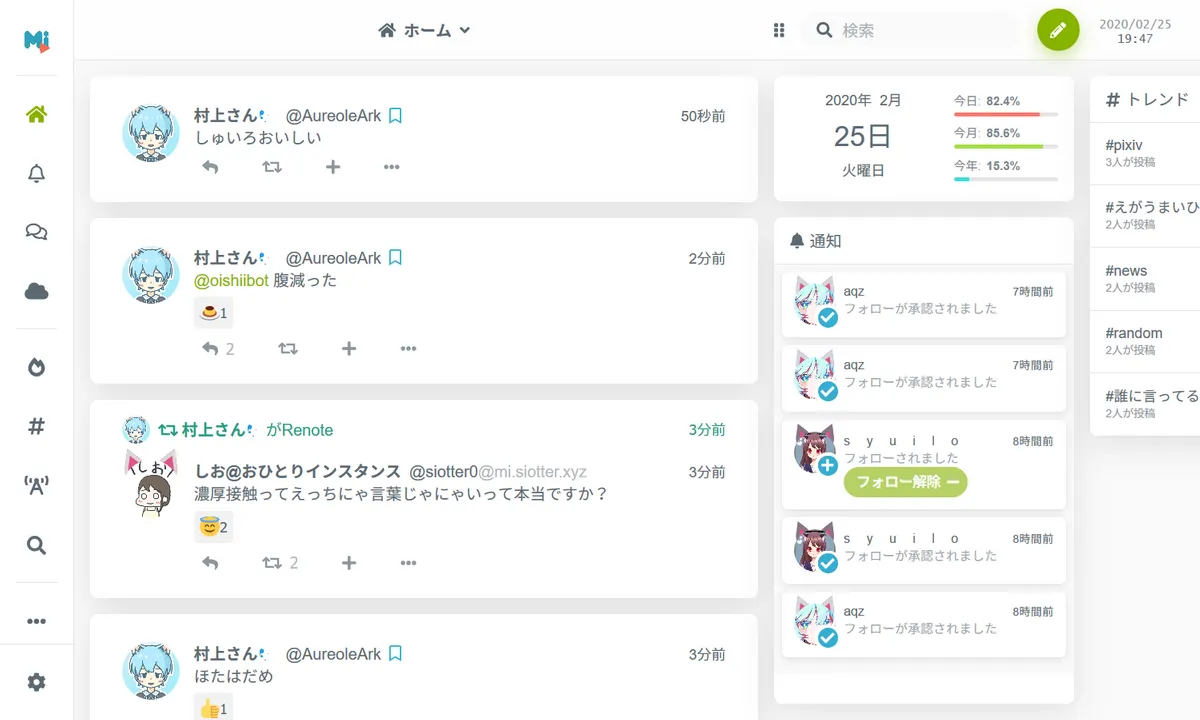 Mi
ホーム
検索
2020/02/25
19:47
村上さん @AureoleArk 50秒前
しゅいろおいしい
村上さん @AureoleArk 2分前
@oishiibot 腹減った
1
2
村上さん がRenote 3分前
しお
しお@おひとりインスタンス @siotter0@mi.siotter.xyz 3分前
濃厚接触ってえっちにゃ言葉じゃにゃいって本当ですか？
2
2
村上さん @AureoleArk 3分前
ほたはだめ
1
2020年 2月
25日
火曜日
今日: 82.4%
今月: 85.6%
今年: 15.3%
通知
aqz 7時間前
フォローが承認されました
aqz 7時間前
フォローが承認されました
ｓｙｕｉｌｏ 8時間前
フォローされました
フォロー解除
ｓｙｕｉｌｏ 8時間前
フォローが承認されました
aqz 8時間前
フォローが承認されました
# トレンド
#pixiv
3人が投稿
#えがうまいひ
2人が投稿
#news
2人が投稿
#random
2人が投稿
#誰に言ってる
2人が投稿